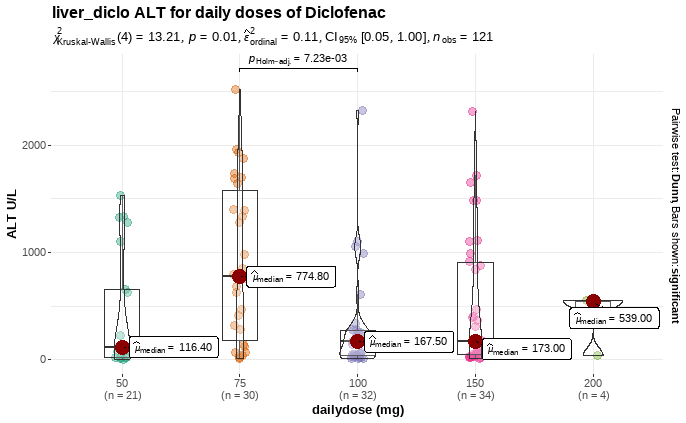 liver_diclo ALT for daily doses of Diclofenac
χ²Kruskal-Wallis(4) = 13.21, p = 0.01, ε̂²ordinal = 0.11, CI95% [0.05, 1.00], nobs = 121
pHolm-adj. = 7.23e-03
2000
1000
0
ALT U/L
μ̂median = 116.40
μ̂median = 774.80
μ̂median = 167.50
μ̂median = 173.00
μ̂median = 539.00
50
(n = 21)
75
(n = 30)
100
(n = 32)
150
(n = 34)
200
(n = 4)
dailydose (mg)
Pairwise test: Dunn, Bars shown: significant